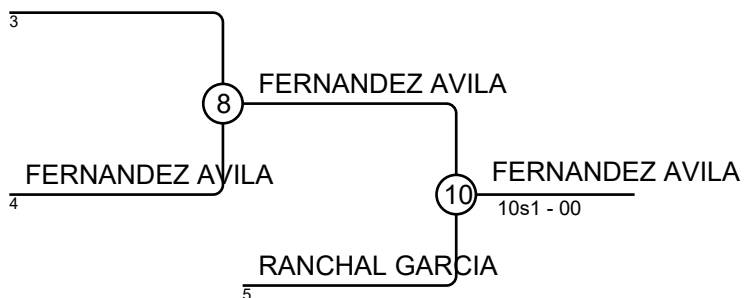 3
FERNANDEZ AVILA
8
FERNANDEZ AVILA
4
FERNANDEZ AVILA
10
10s1 - 00
RANCHAL GARCIA
5